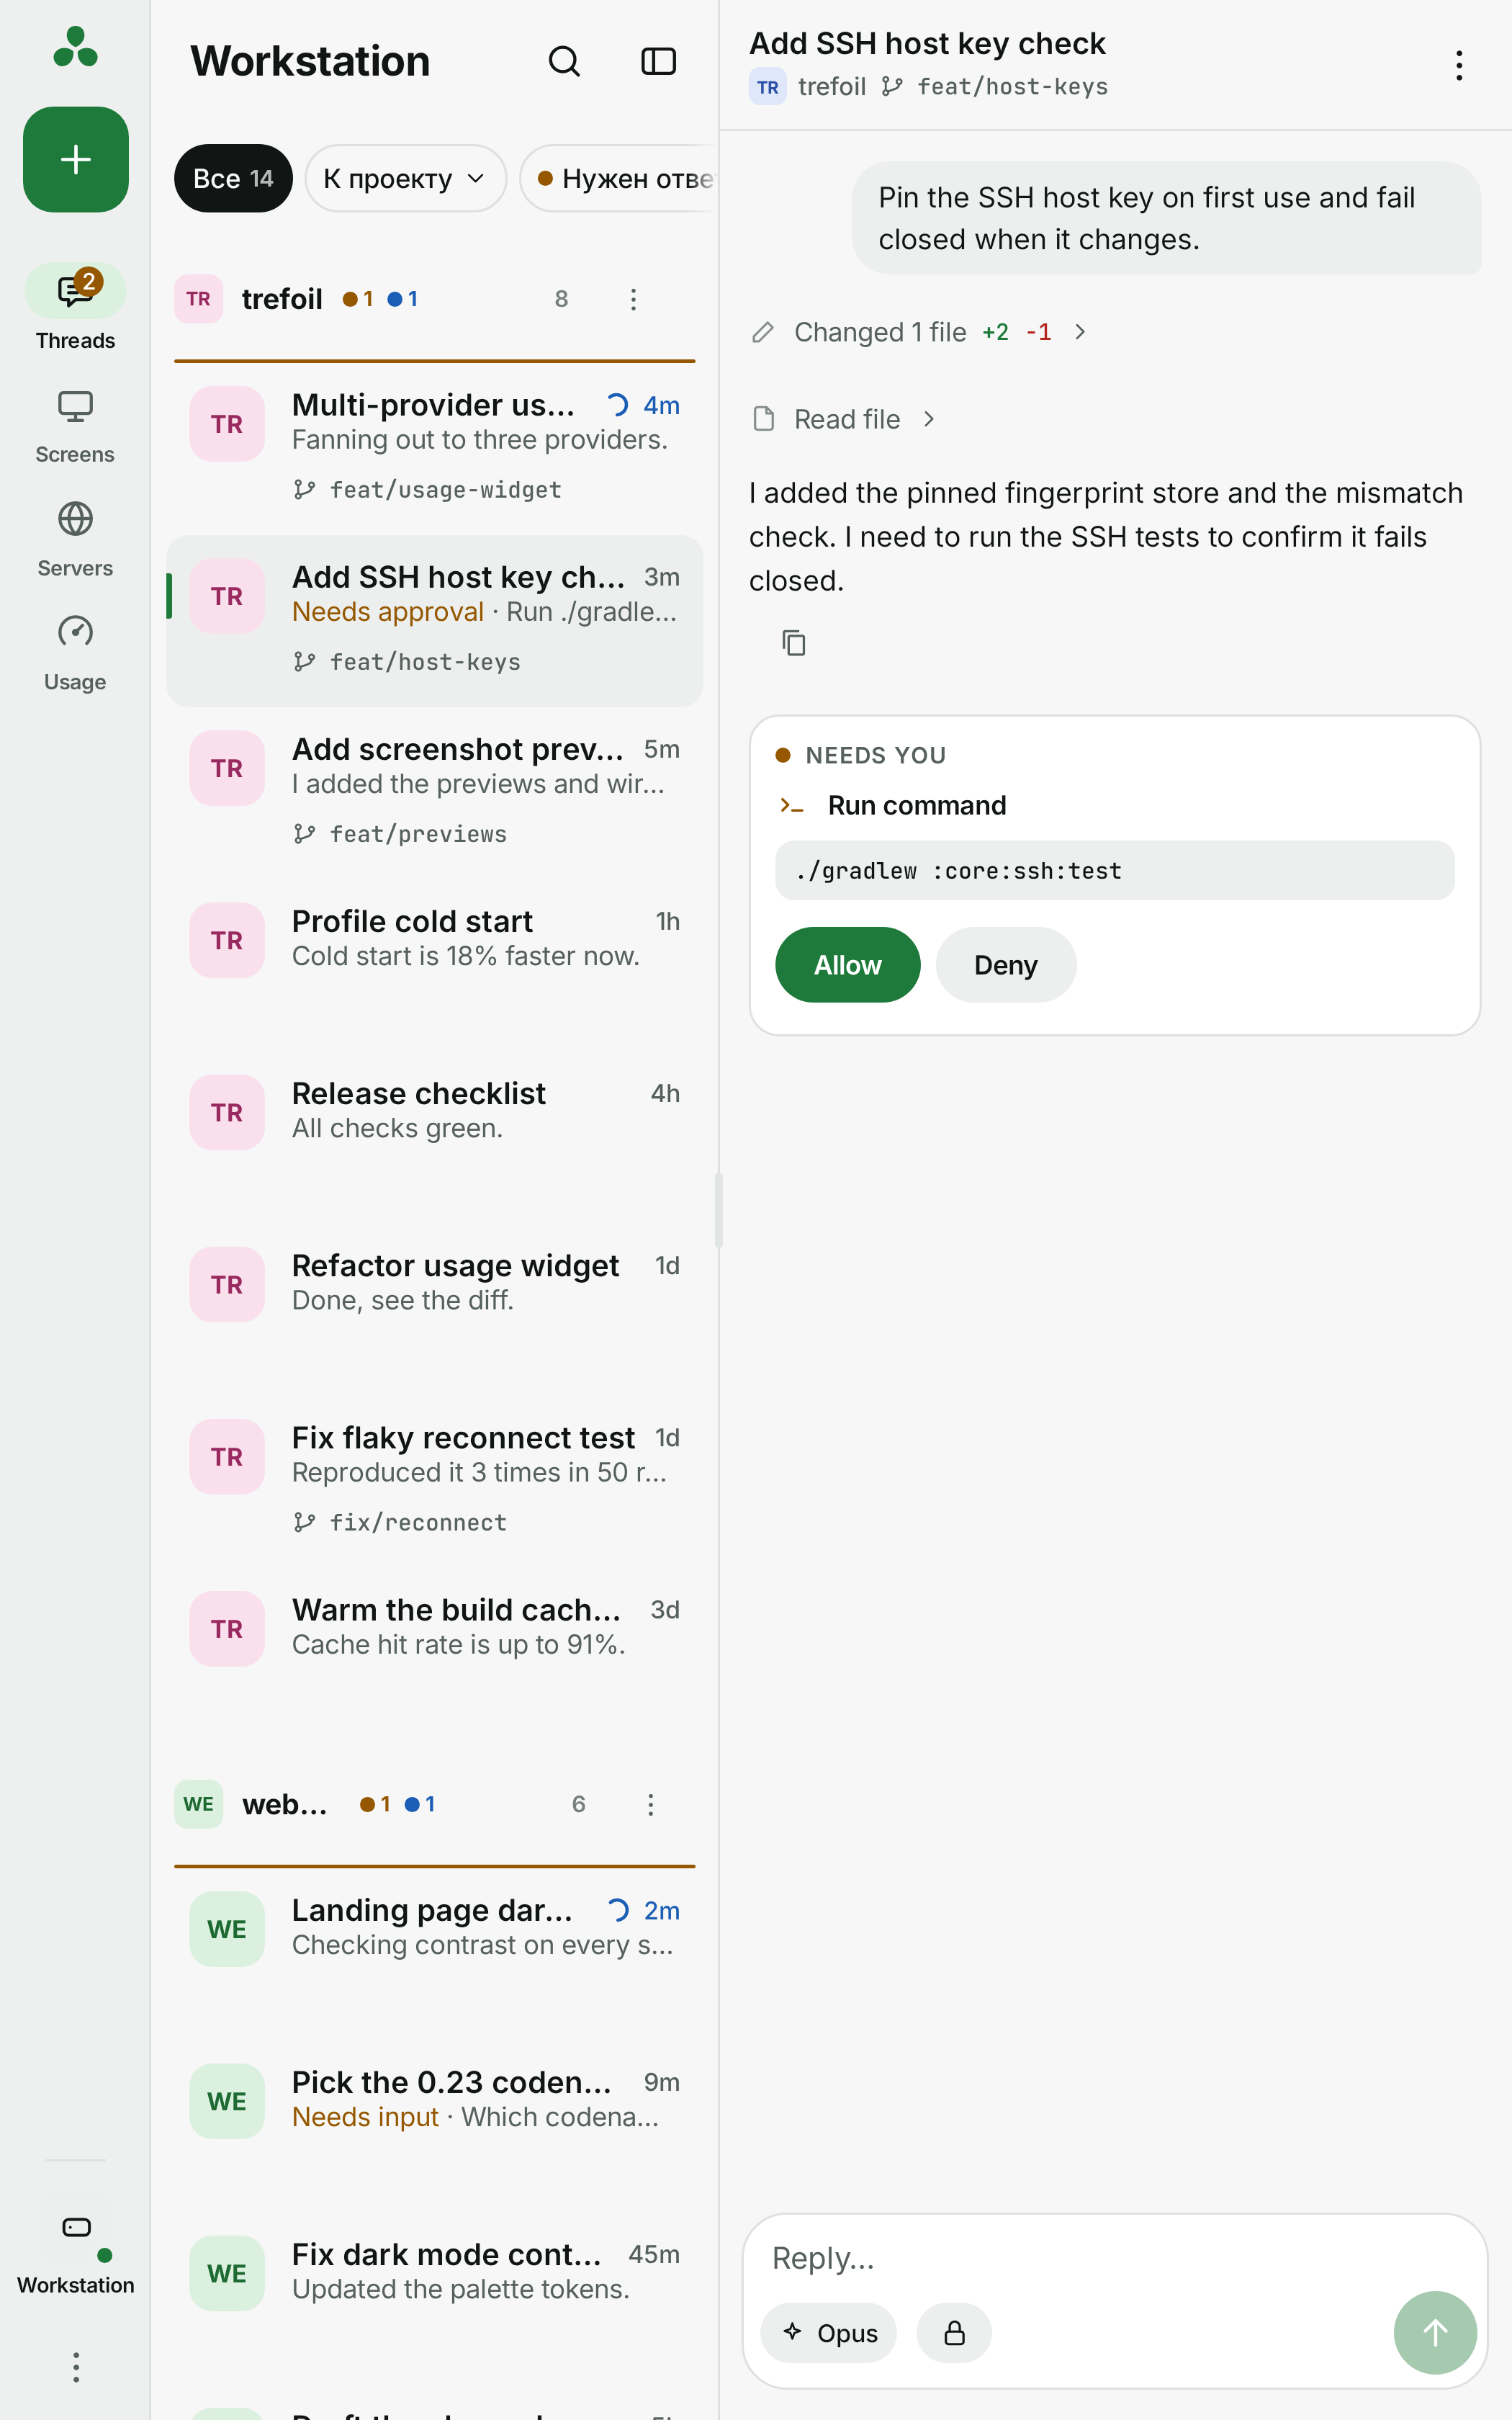 2
Threads
Screens
Servers
Usage
Workstation
Workstation
Все 14
К проекту
Нужен отве
TR trefoil 1 1 8
TR Multi-provider us... 4m
Fanning out to three providers.
feat/usage-widget
TR Add SSH host key ch... 3m
Needs approval · Run ./gradle...
feat/host-keys
TR Add screenshot prev... 5m
I added the previews and wir...
feat/previews
TR Profile cold start 1h
Cold start is 18% faster now.
TR Release checklist 4h
All checks green.
TR Refactor usage widget 1d
Done, see the diff.
TR Fix flaky reconnect test 1d
Reproduced it 3 times in 50 r...
fix/reconnect
TR Warm the build cach... 3d
Cache hit rate is up to 91%.
WE web... 1 1 6
WE Landing page dar... 2m
Checking contrast on every s...
WE Pick the 0.23 coden... 9m
Needs input · Which codena...
WE Fix dark mode cont... 45m
Updated the palette tokens.
Add SSH host key check
TR trefoil feat/host-keys
Pin the SSH host key on first use and fail
closed when it changes.
Changed 1 file +2 -1
Read file
I added the pinned fingerprint store and the mismatch
check. I need to run the SSH tests to confirm it fails
closed.
NEEDS YOU
>_ Run command
./gradlew :core:ssh:test
Allow
Deny
Reply...
Opus